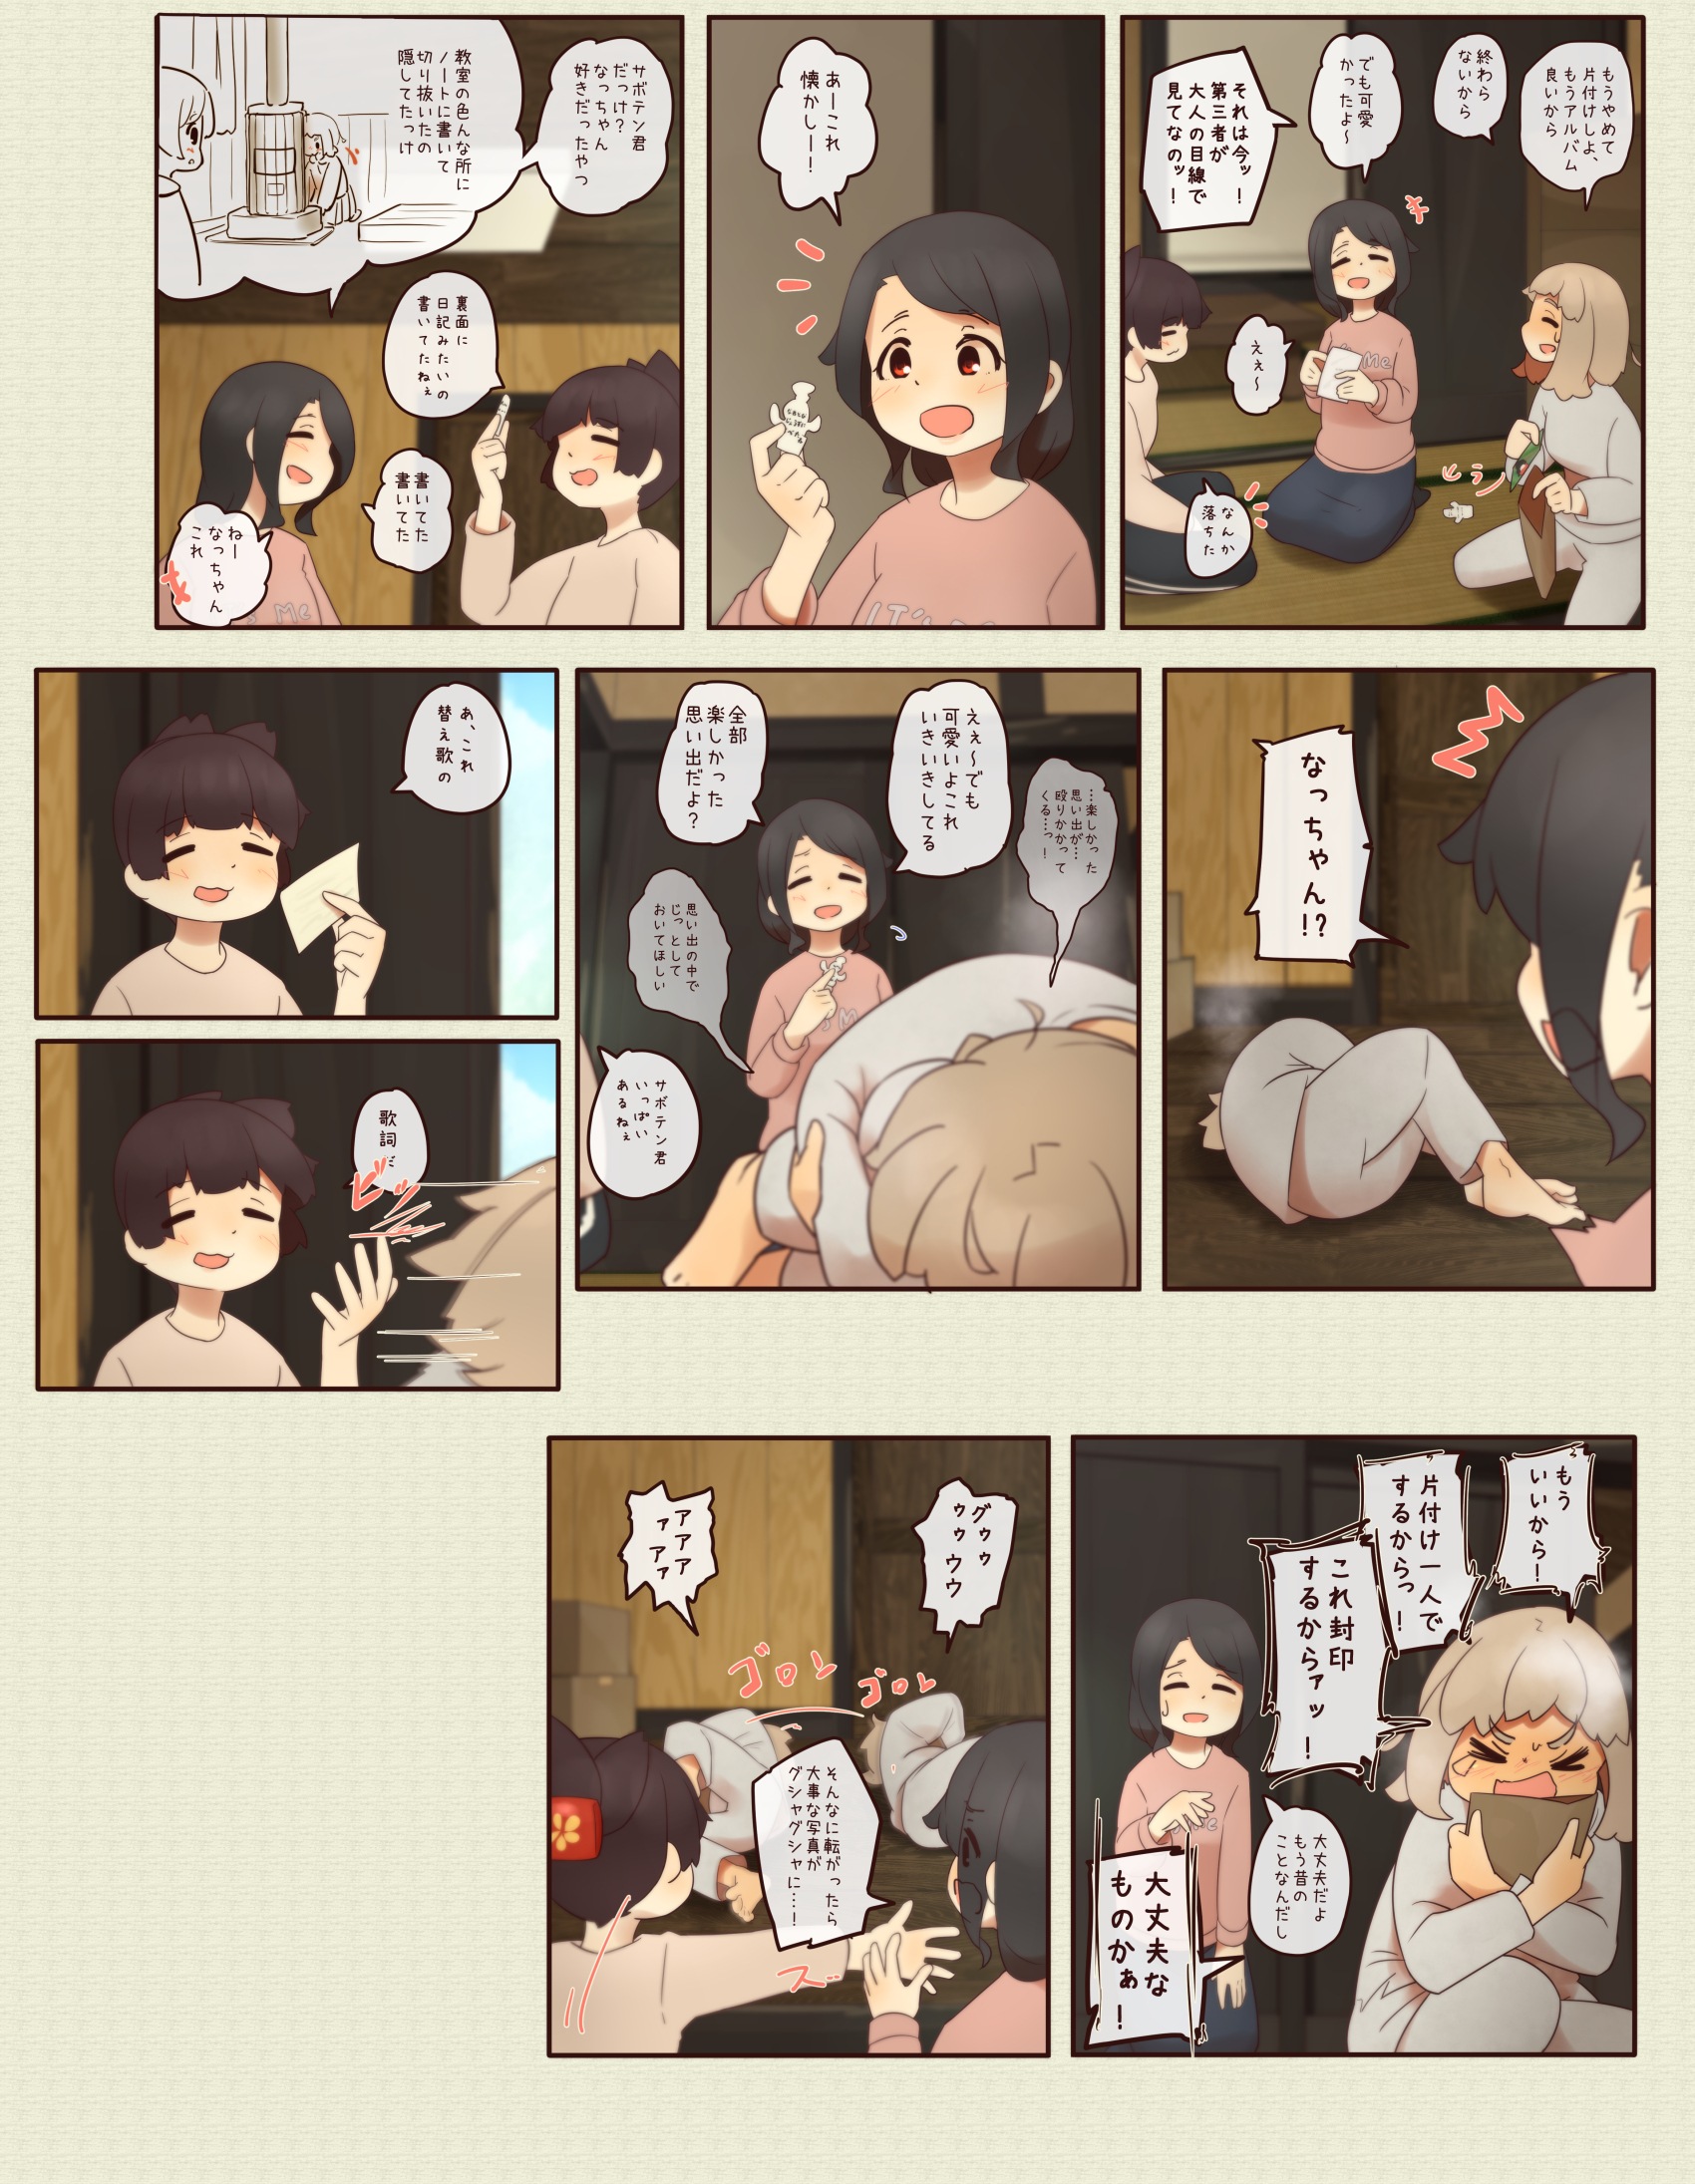 もうやめて
片付けしよ、
もうアルバム
良いから
終わら
ないから
でも可愛
かったよ〜
それは今ッ！
第三者が
大人の目線で
見てなのッ！
ええ〜
なんか
落ちた
It's Me
あーこれ
懐かしー！
IT's M
サボテン君
だっけ？
なっちゃん
好きだったやつ
教室の色んな所に
ノートに書いて
切り抜いたの
隠してたっけ
裏面に
日記みたいの
書いてたねぇ
書いてた
書いてた
ねー
なっちゃん
これ
's Me
なっちゃん!?
…楽しかった
思い出が…
殴りかかって
くる…っ！
えぇ〜でも
可愛いよこれ
いきいきしてる
全部
楽しかった
思い出だよ？
思い出の中で
じっとして
おいてほしい
サボテン君
いっぱい
あるねぇ
あ、これ
替え歌の
歌詞だ
ビッ
もう
いいから！
片付け一人で
するからっ！
これ封印
するからァッ！
大丈夫だよ
もう昔の
ことなんだし
大丈夫な
ものかぁ！
グゥゥ
ゥゥウウ
アアア
ァアァ
ゴロン
ゴロン
そんなに転がったら
大事な写真が
グシャグシャに…！
ス…